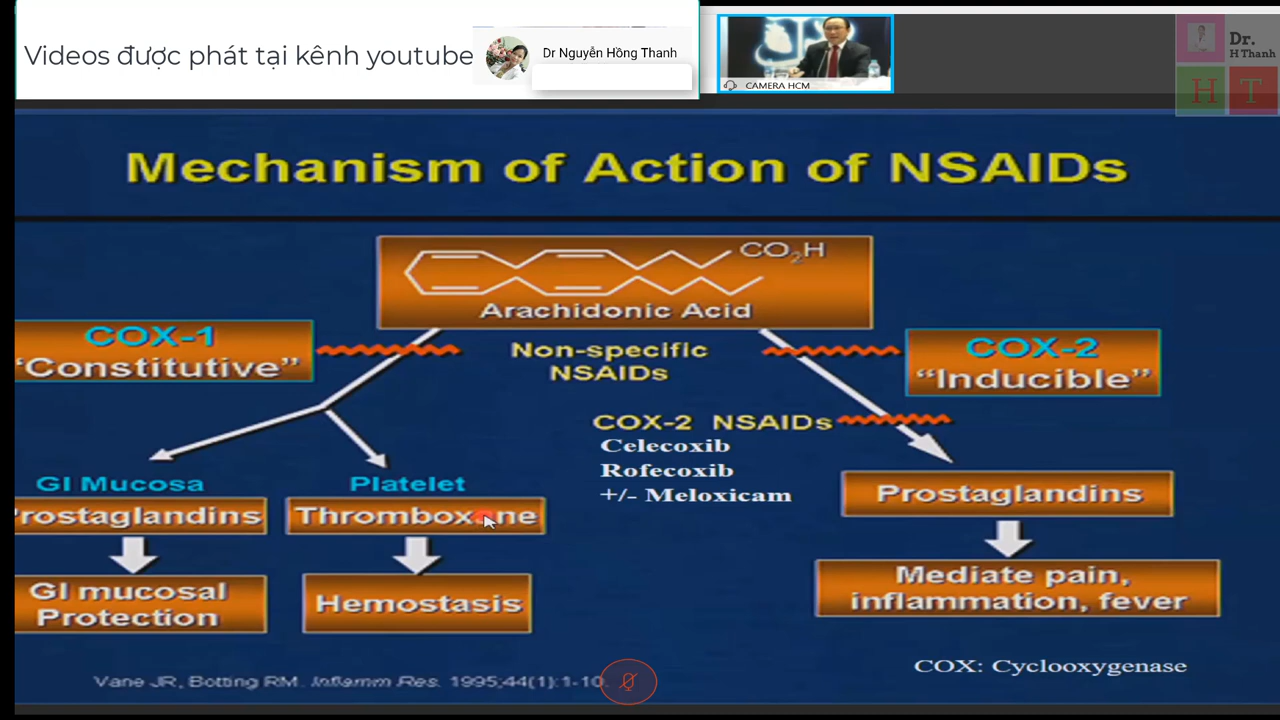 Videos được phát tại kênh youtube
Dr Nguyễn Hồng Thanh
CAMERA HCM
Dr.
H Thanh
H T
Mechanism of Action of NSAIDs
CO2H
Arachidonic Acid
COX-1
"Constitutive"
Non-specific
NSAIDs
COX-2
"Inducible"
COX-2 NSAIDs
Celecoxib
Rofecoxib
+/- Meloxicam
GI Mucosa
Prostaglandins
Platelet
Thromboxane
Prostaglandins
GI mucosal
Protection
Hemostasis
Mediate pain,
inflammation, fever
COX: Cyclooxygenase
Vane JR, Botting RM. Inflamm Res. 1995;44(1):1-10.